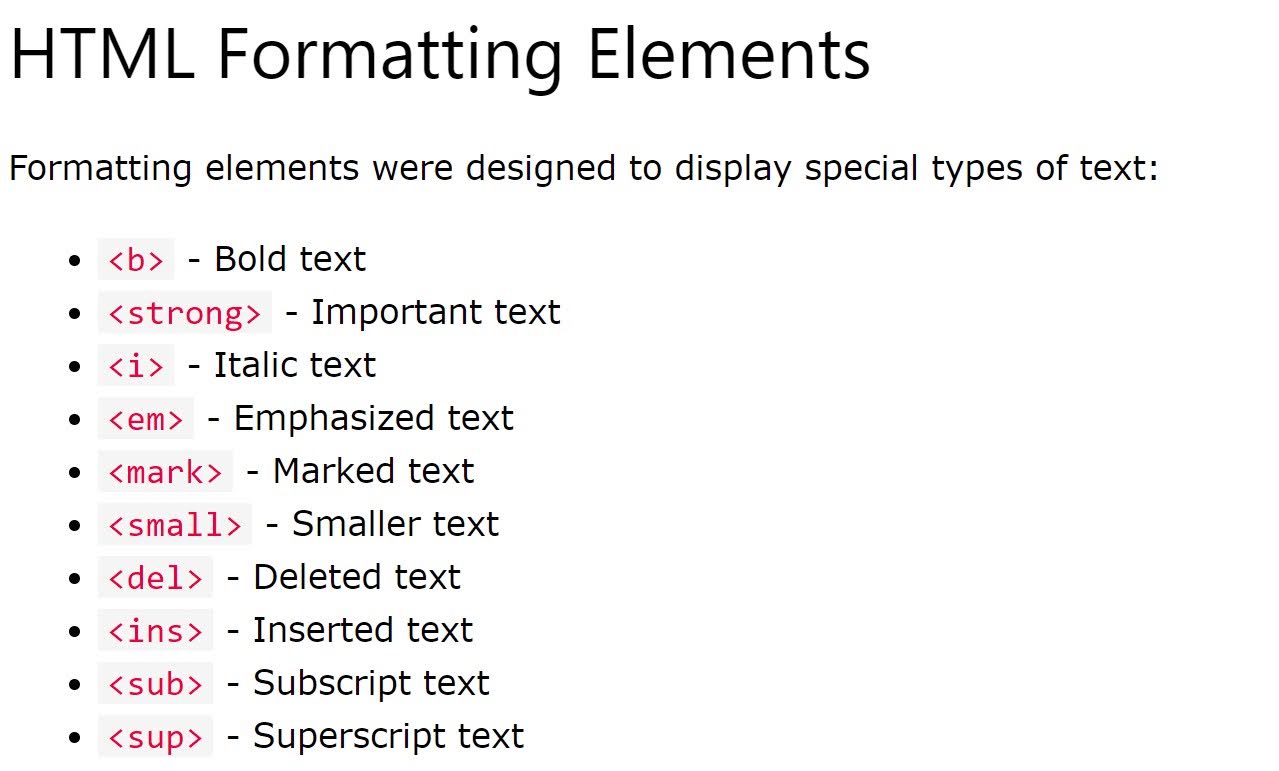 HTML Formatting Elements
Formatting elements were designed to display special types of text:
<b> - Bold text
<strong> - Important text
<i> - Italic text
<em> - Emphasized text
<mark> - Marked text
<small> - Smaller text
<del> - Deleted text
<ins> - Inserted text
<sub> - Subscript text
<sup> - Superscript text